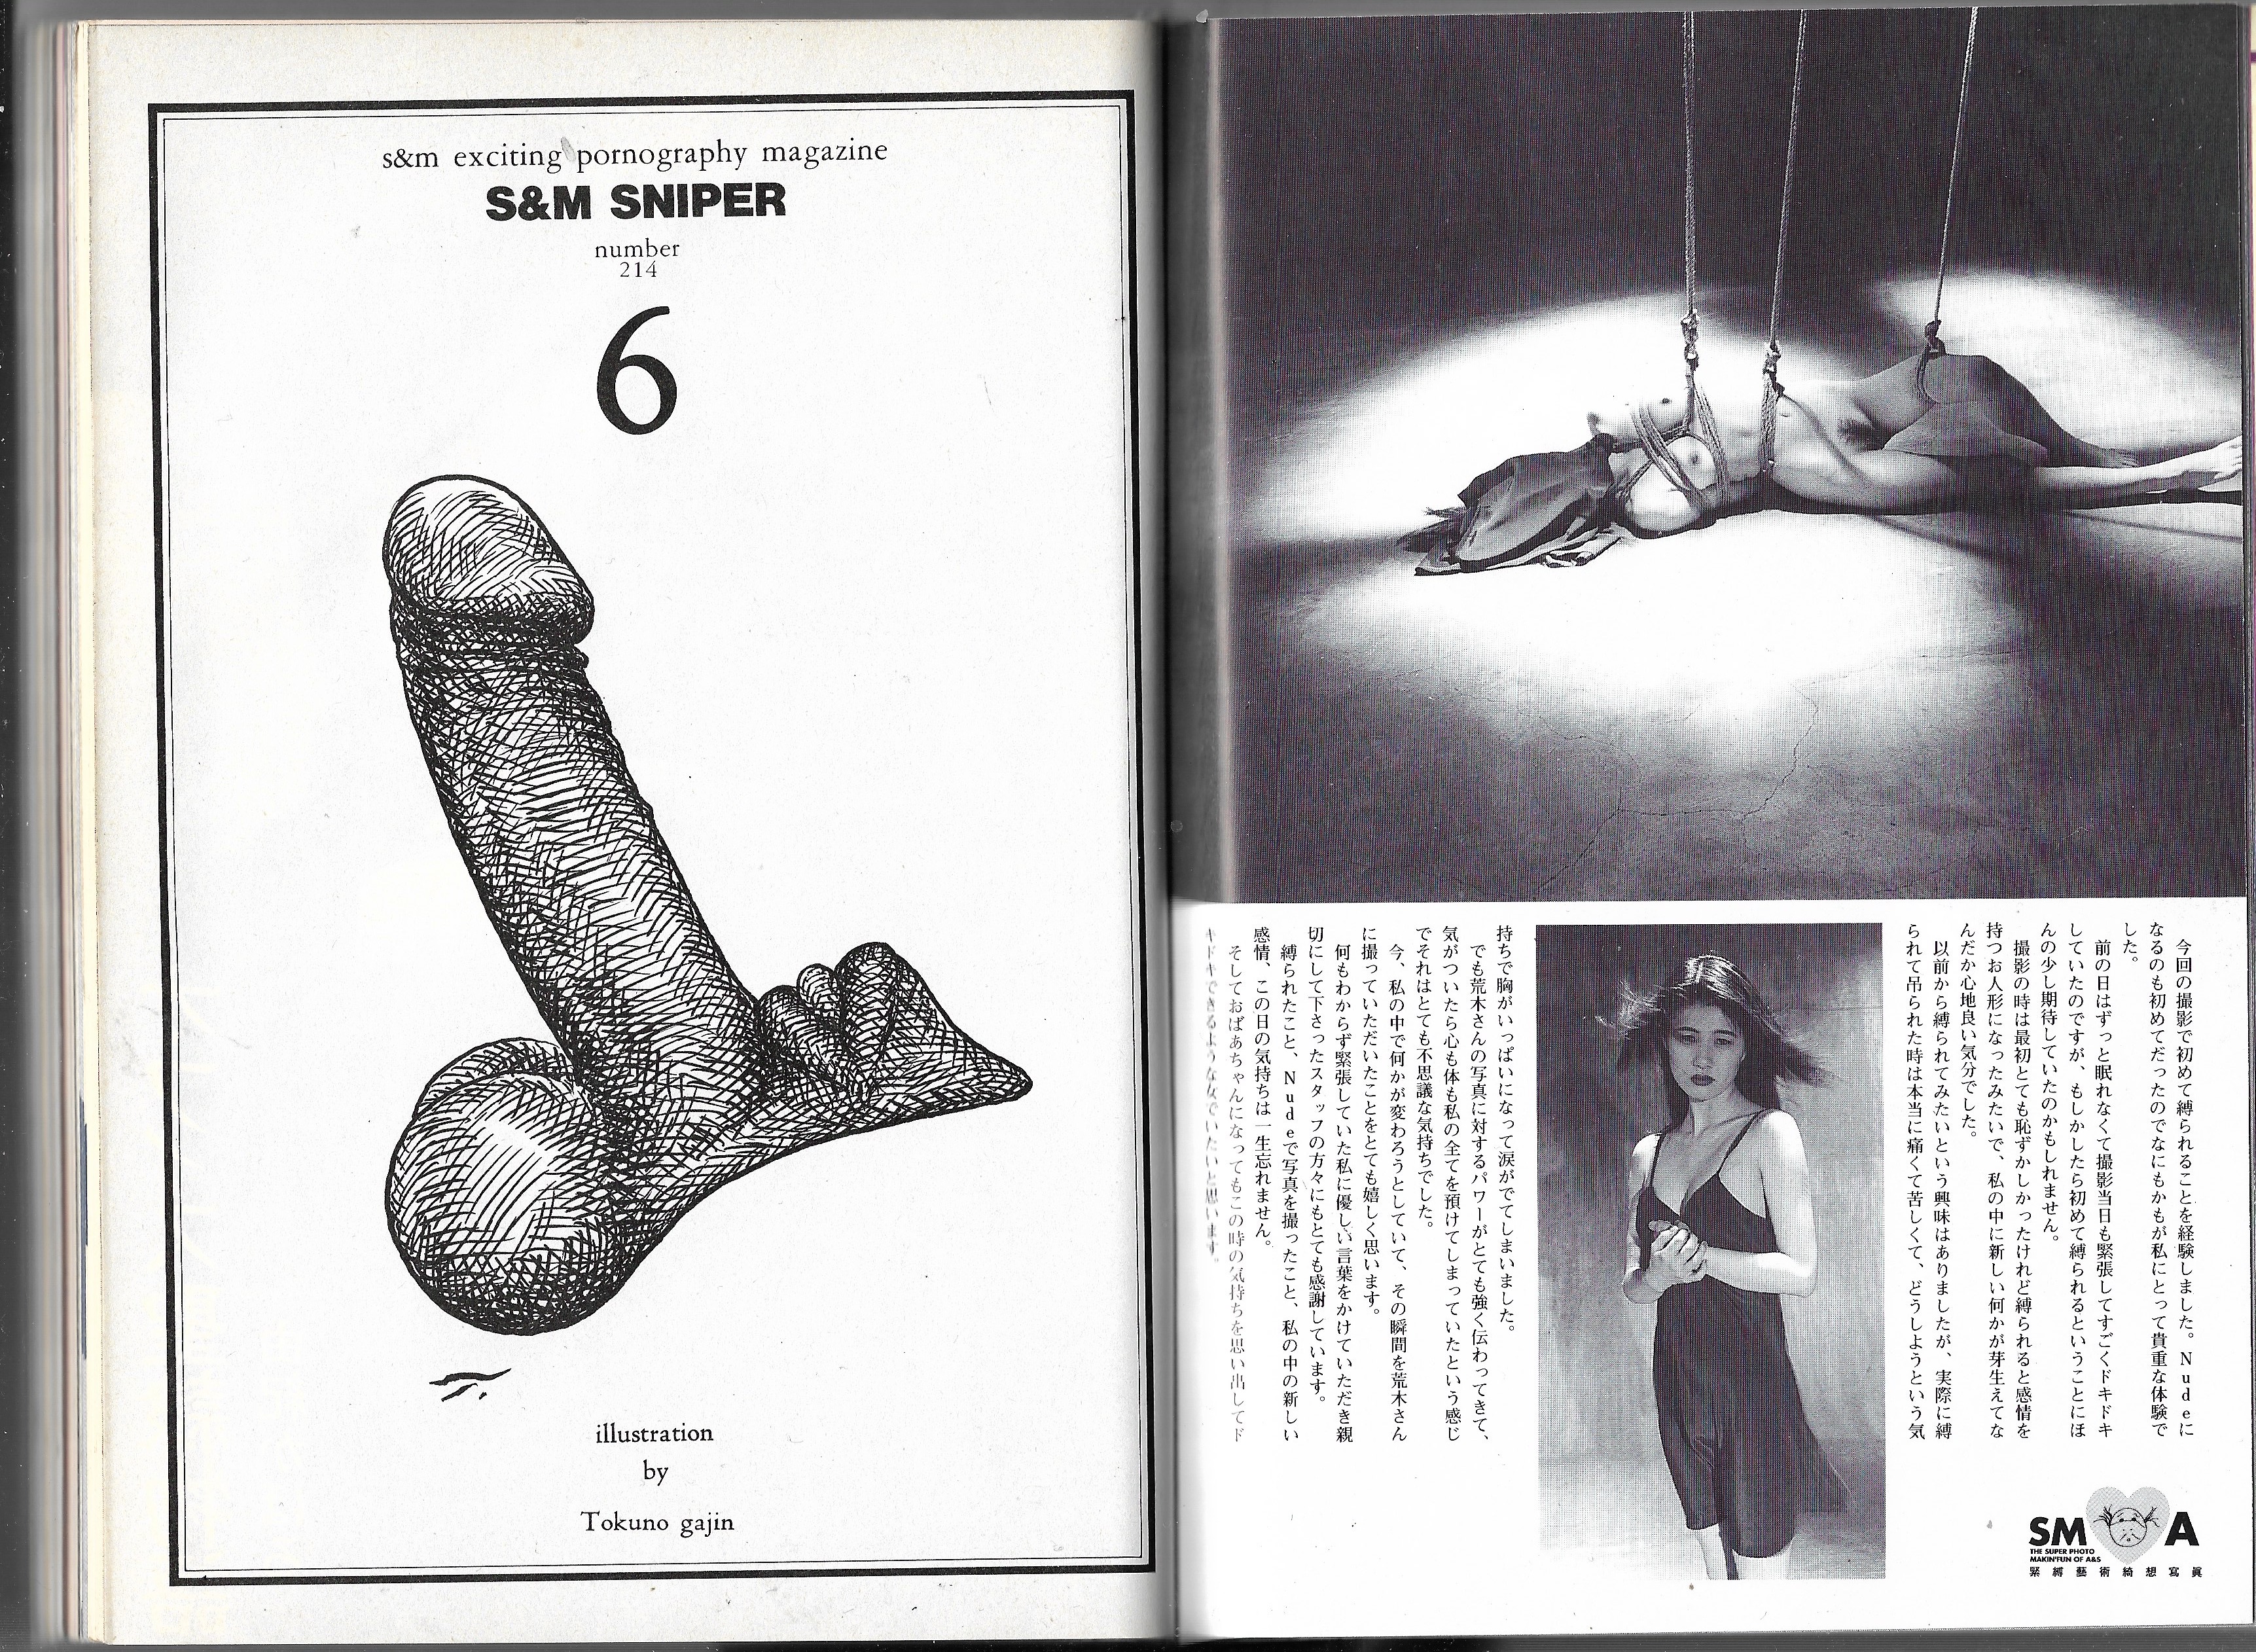 s&m exciting pornography magazine
S&M SNIPER
number
214
6
illustration
by
Tokuno gajin
今回の撮影で初めて縛られることを経験しました。Nudeに
なるのも初めてだったのでなにもかもが私にとって貴重な体験で
した。
前の日はずっと眠れなくて撮影当日も緊張してすごくドキドキ
していたのですが、もしかしたら初めて縛られるということにほ
んの少し期待していたのかもしれません。
撮影の時は最初とても恥ずかしかったけれど縛られると感情を
持つお人形になったみたいで、私の中に新しい何かが芽生えてな
んだか心地良い気分でした。
以前から縛られてみたいという興味はありましたが、実際に縛
られて吊られた時は本当に痛くて苦しくて、どうしようという気
持ちで胸がいっぱいになって涙がでてしまいました。
でも荒木さんの写真に対するパワーがとても強く伝わってきて、
気がついたら心も体も私の全てを預けてしまっていたという感じ
でそれはとても不思議な気持ちでした。
今、私の中で何かが変わろうとしていて、その瞬間を荒木さん
に撮っていただいたことをとても嬉しく思います。
何もわからず緊張していた私に優しい言葉をかけていただき親
切にして下さったスタッフの方々にもとても感謝しています。
縛られたこと、Nudeで写真を撮ったこと、私の中の新しい
感情、この日の気持ちは一生忘れません。
そしておばあちゃんになってもこの時の気持ちを思い出してド
キドキできるような女でいたいと思います。
SM A
THE SUPER PHOTO
MAKIN'FUN OF A&S
緊縛藝術綺想寫眞